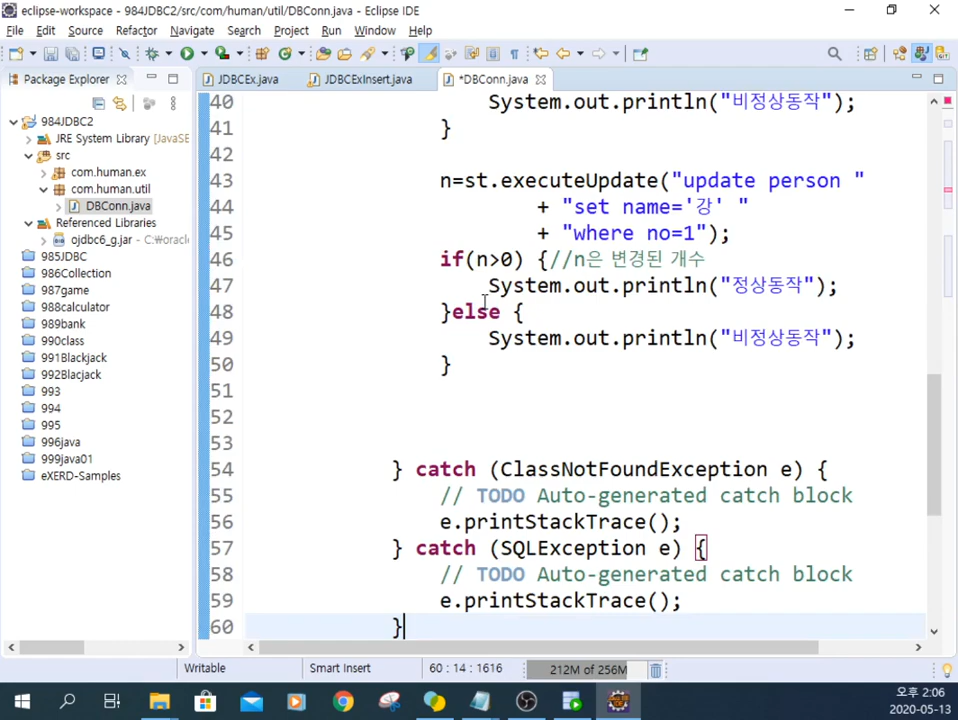 eclipse-workspace - 984JDBC2/src/com/human/util/DBConn.java - Eclipse IDE
File Edit Source Refactor Navigate Search Project Run Window Help
Package Explorer
JDBCEx.java JDBCExInsert.java *DBConn.java
984JDBC2
JRE System Library [JavaSE
src
com.human.ex
com.human.util
DBConn.java
Referenced Libraries
ojdbc6_g.jar - C:\oracle
985JDBC
986Collection
987game
988calculator
989bank
990class
991Blackjack
992Blacjack
993
994
995
996java
999java01
eXERD-Samples
40 System.out.println("비정상동작");
41 }
42
43 n=st.executeUpdate("update person "
44 + "set name='강' "
45 + "where no=1");
46 if(n>0) {//n은 변경된 개수
47 System.out.println("정상동작");
48 }else {
49 System.out.println("비정상동작");
50 }
51
52
53
54 } catch (ClassNotFoundException e) {
55 // TODO Auto-generated catch block
56 e.printStackTrace();
57 } catch (SQLException e) {
58 // TODO Auto-generated catch block
59 e.printStackTrace();
60 }
Writable Smart Insert 60 : 14 : 1616 212M of 256M
오후 2:06
2020-05-13